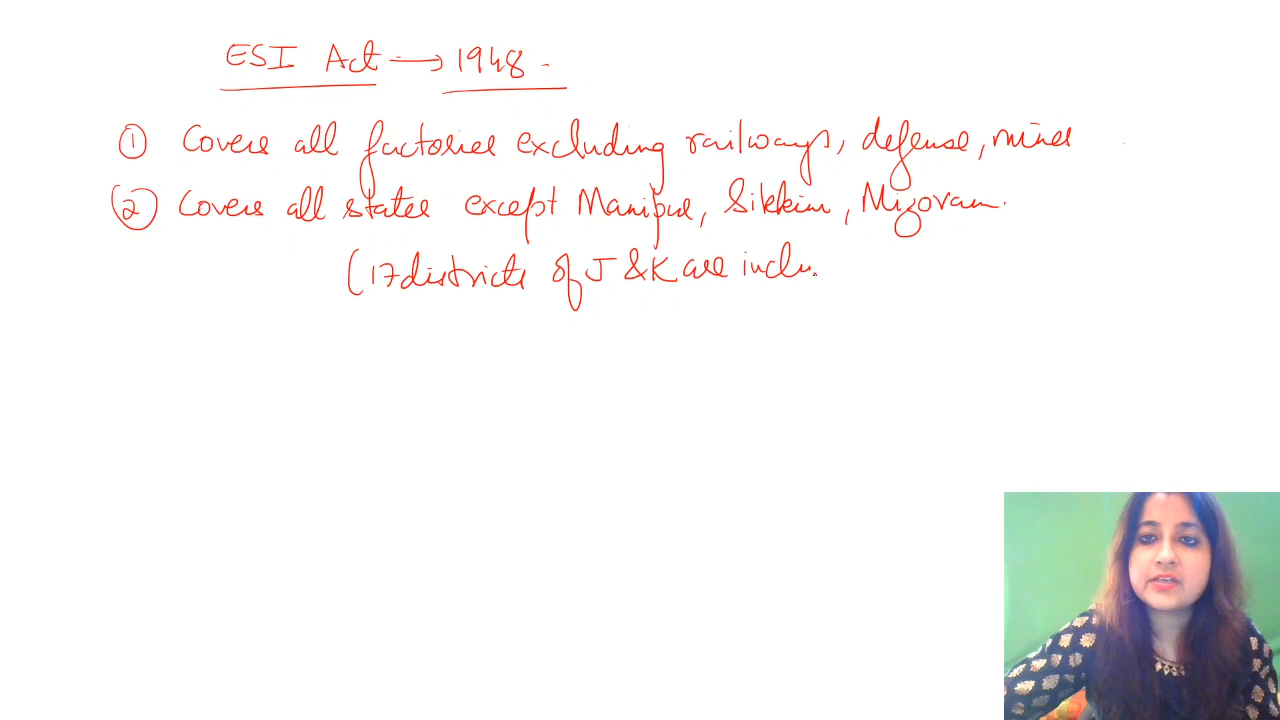 ESI Act → 1948.
① Covers all factories excluding railways, defense, mines
② Covers all states except Manipur, Sikkim, Mizoram.
(17 districts of J & K are inclu